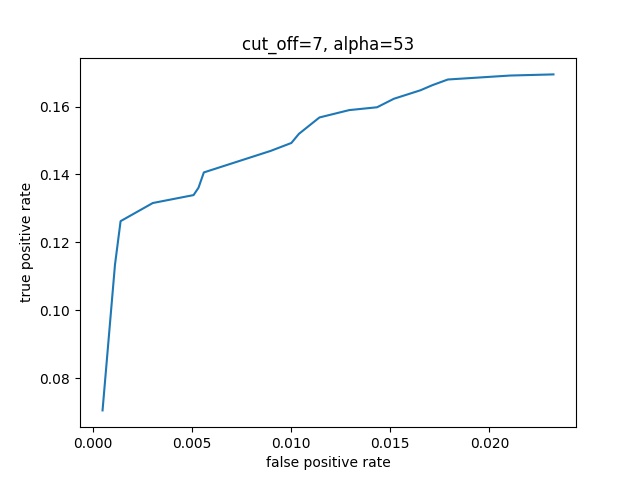 cut_off=7, alpha=53
true positive rate
0.16
0.14
0.12
0.10
0.08
0.000 0.005 0.010 0.015 0.020
false positive rate